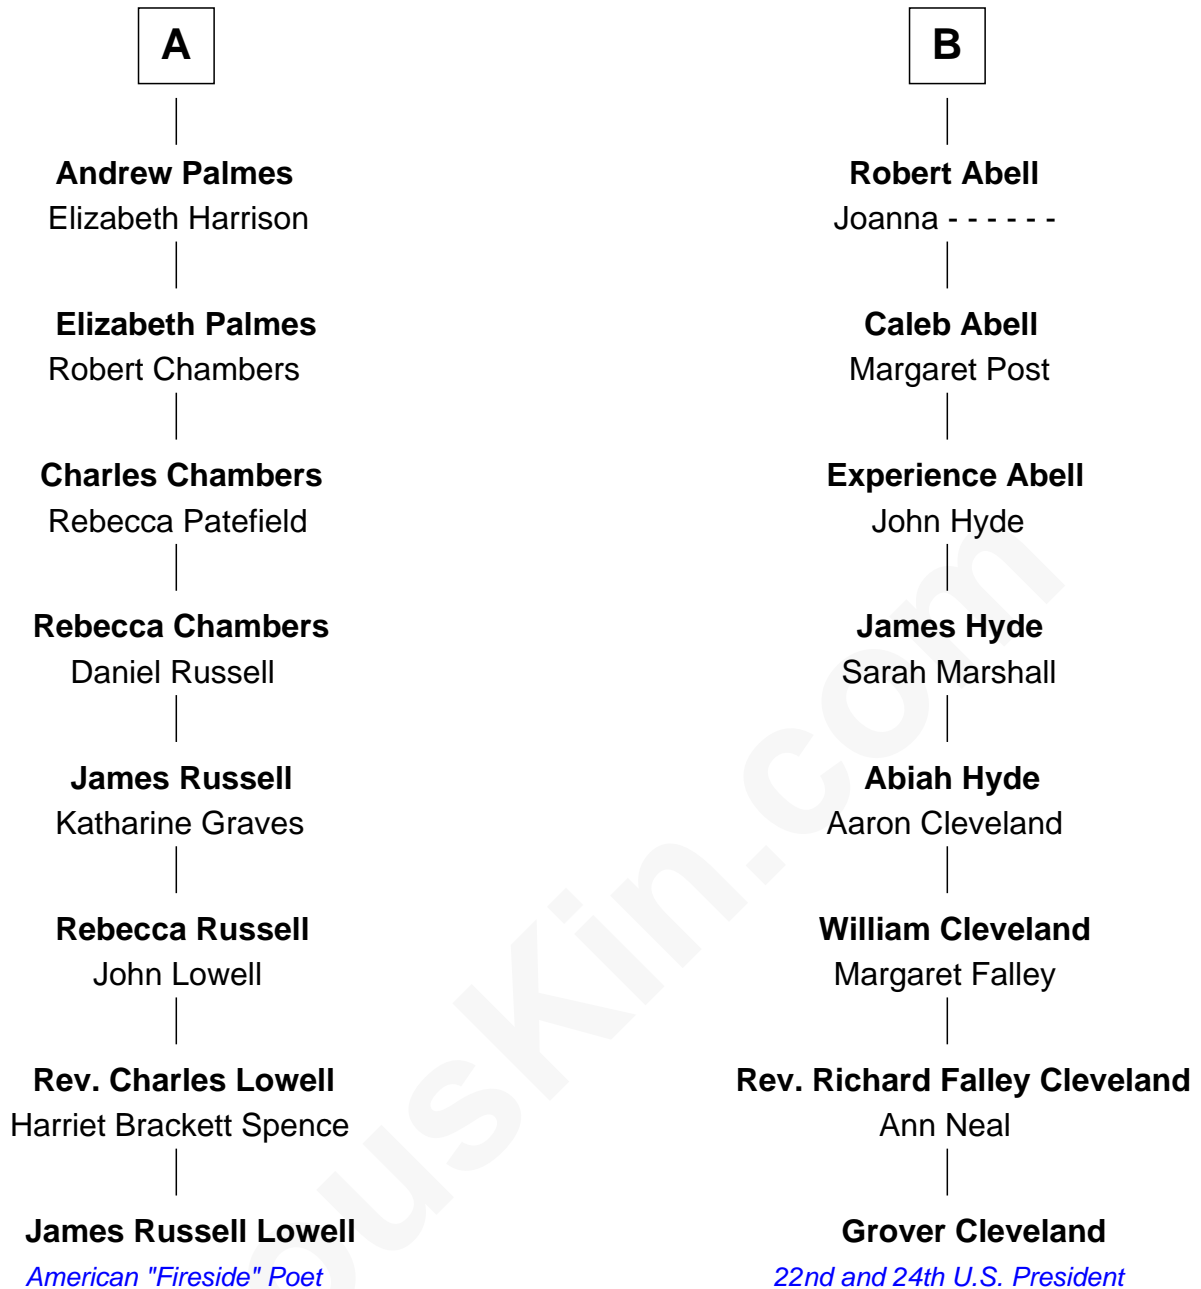 A
Andrew Palmes
Elizabeth Harrison
Elizabeth Palmes
Robert Chambers
Charles Chambers
Rebecca Patefield
Rebecca Chambers
Daniel Russell
James Russell
Katharine Graves
Rebecca Russell
John Lowell
Rev. Charles Lowell
Harriet Brackett Spence
James Russell Lowell
American "Fireside" Poet
B
Robert Abell
Joanna - - - - - -
Caleb Abell
Margaret Post
Experience Abell
John Hyde
James Hyde
Sarah Marshall
Abiah Hyde
Aaron Cleveland
William Cleveland
Margaret Falley
Rev. Richard Falley Cleveland
Ann Neal
Grover Cleveland
22nd and 24th U.S. President
ousKin.com